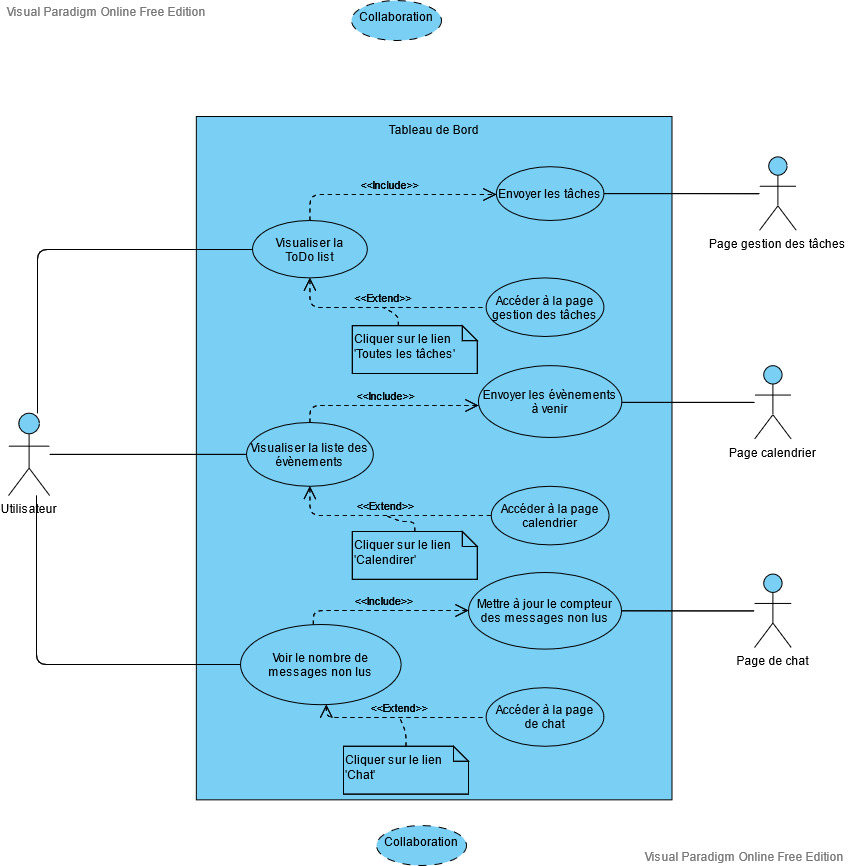 Visual Paradigm Online Free Edition
Collaboration
Tableau de Bord
<<Include>>
Envoyer les tâches
Page gestion des tâches
Visualiser la
ToDo list
<<Extend>>
Accéder à la page
gestion des tâches
Cliquer sur le lien
'Toutes les tâches'
<<Include>>
Envoyer les évènements
à venir
Page calendrier
Visualiser la liste des
évènements
Utilisateur
<<Extend>>
Accéder à la page
calendrier
Cliquer sur le lien
'Calendirer'
<<Include>>
Mettre à jour le compteur
des messages non lus
Page de chat
Voir le nombre de
messages non lus
<<Extend>>
Accéder à la page
de chat
Cliquer sur le lien
'Chat'
Collaboration
Visual Paradigm Online Free Edition